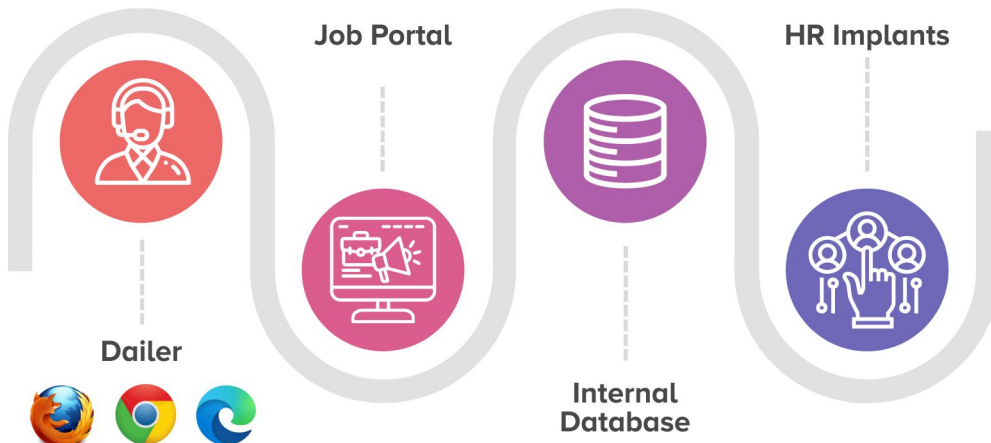 Job Portal
HR Implants
Dailer
Internal
Database